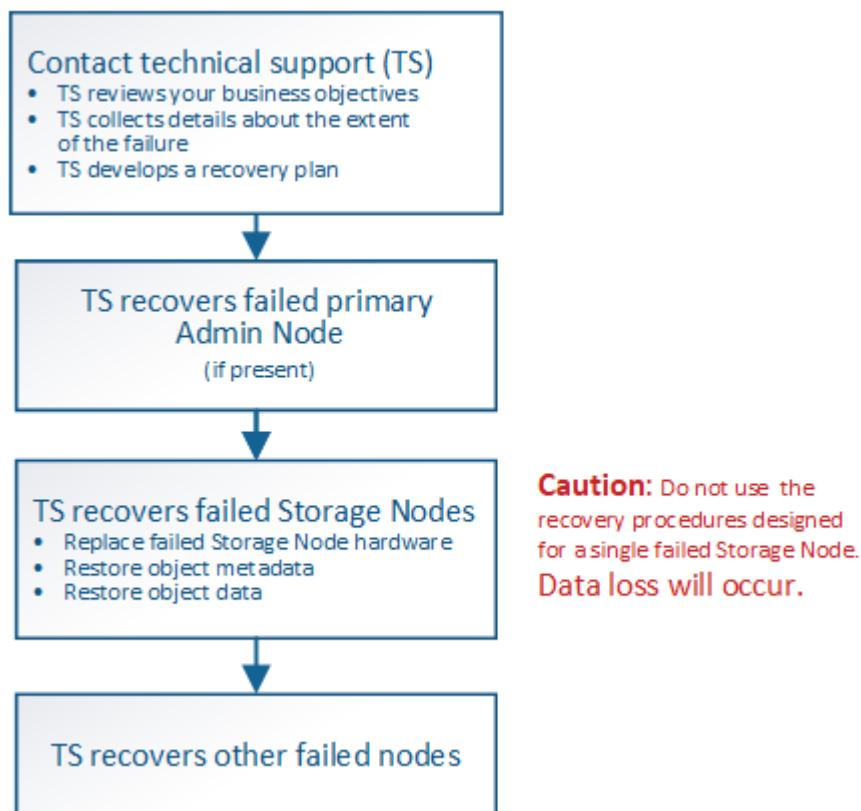 Contact technical support (TS)
• TS reviews your business objectives
• TS collects details about the extent
of the failure
• TS develops a recovery plan
TS recovers failed primary
Admin Node
(if present)
TS recovers failed Storage Nodes
• Replace failed Storage Node hardware
• Restore object metadata
• Restore object data
Caution: Do not use the
recovery procedures designed
for a single failed Storage Node.
Data loss will occur.
TS recovers other failed nodes